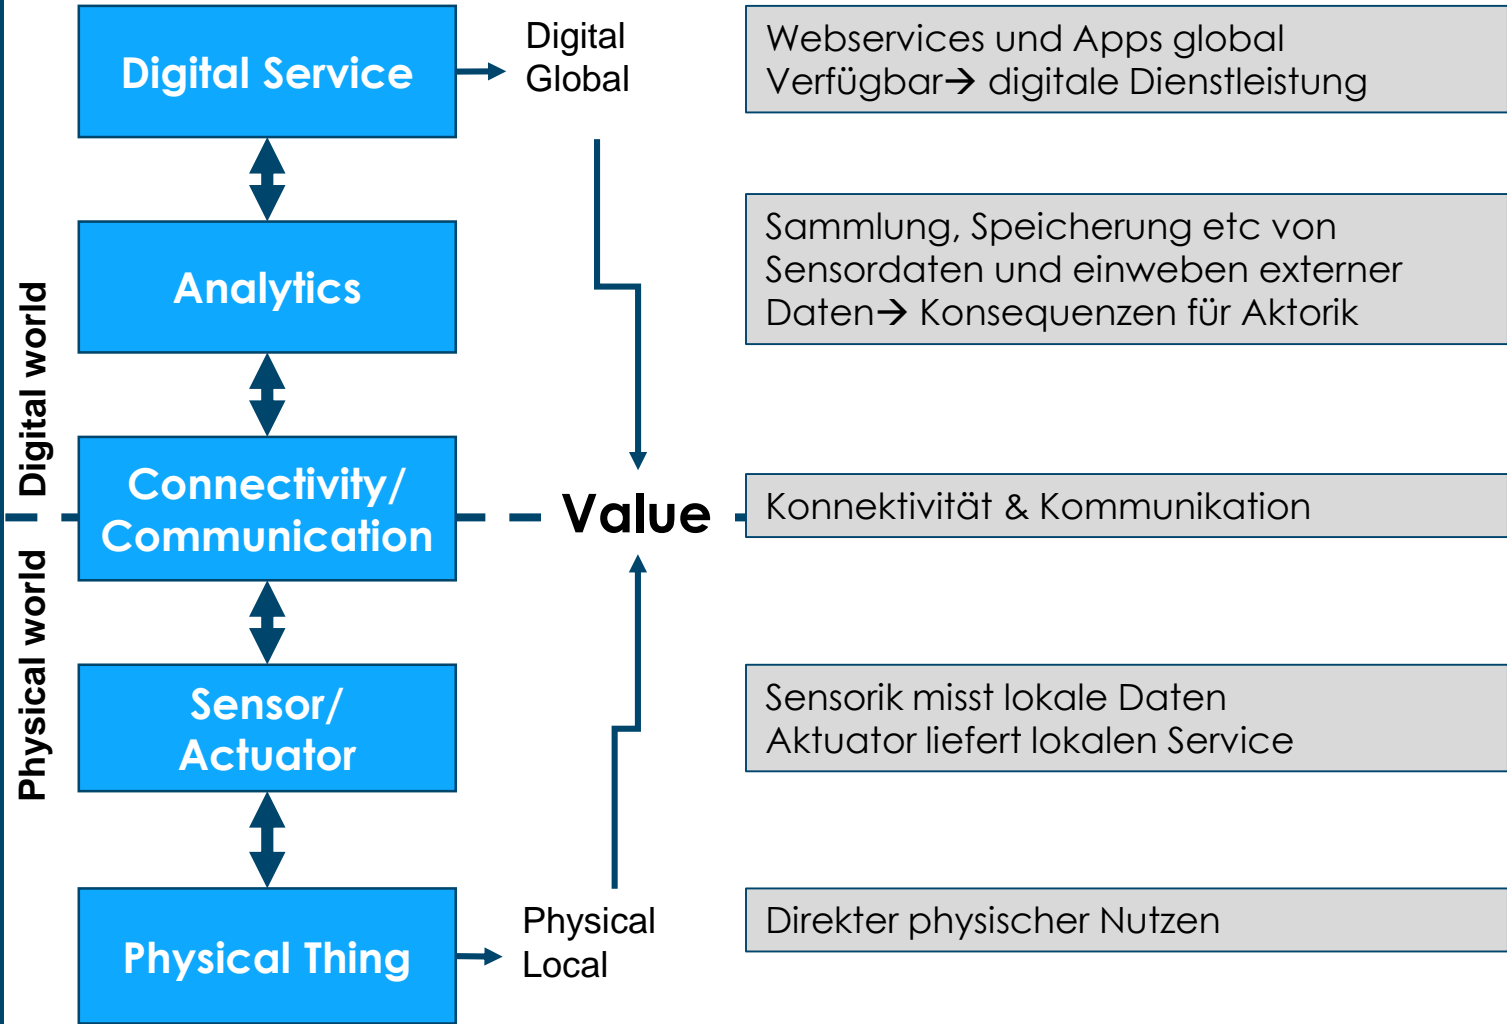 Digital Service
Digital
Global
Webservices und Apps global
Verfügbar→ digitale Dienstleistung
Analytics
Sammlung, Speicherung etc von
Sensordaten und einweben externer
Daten→ Konsequenzen für Aktorik
Digital world
Connectivity/
Communication
Value
Konnektivität & Kommunikation
Physical world
Sensor/
Actuator
Sensorik misst lokale Daten
Aktuator liefert lokalen Service
Physical Thing
Physical
Local
Direkter physischer Nutzen